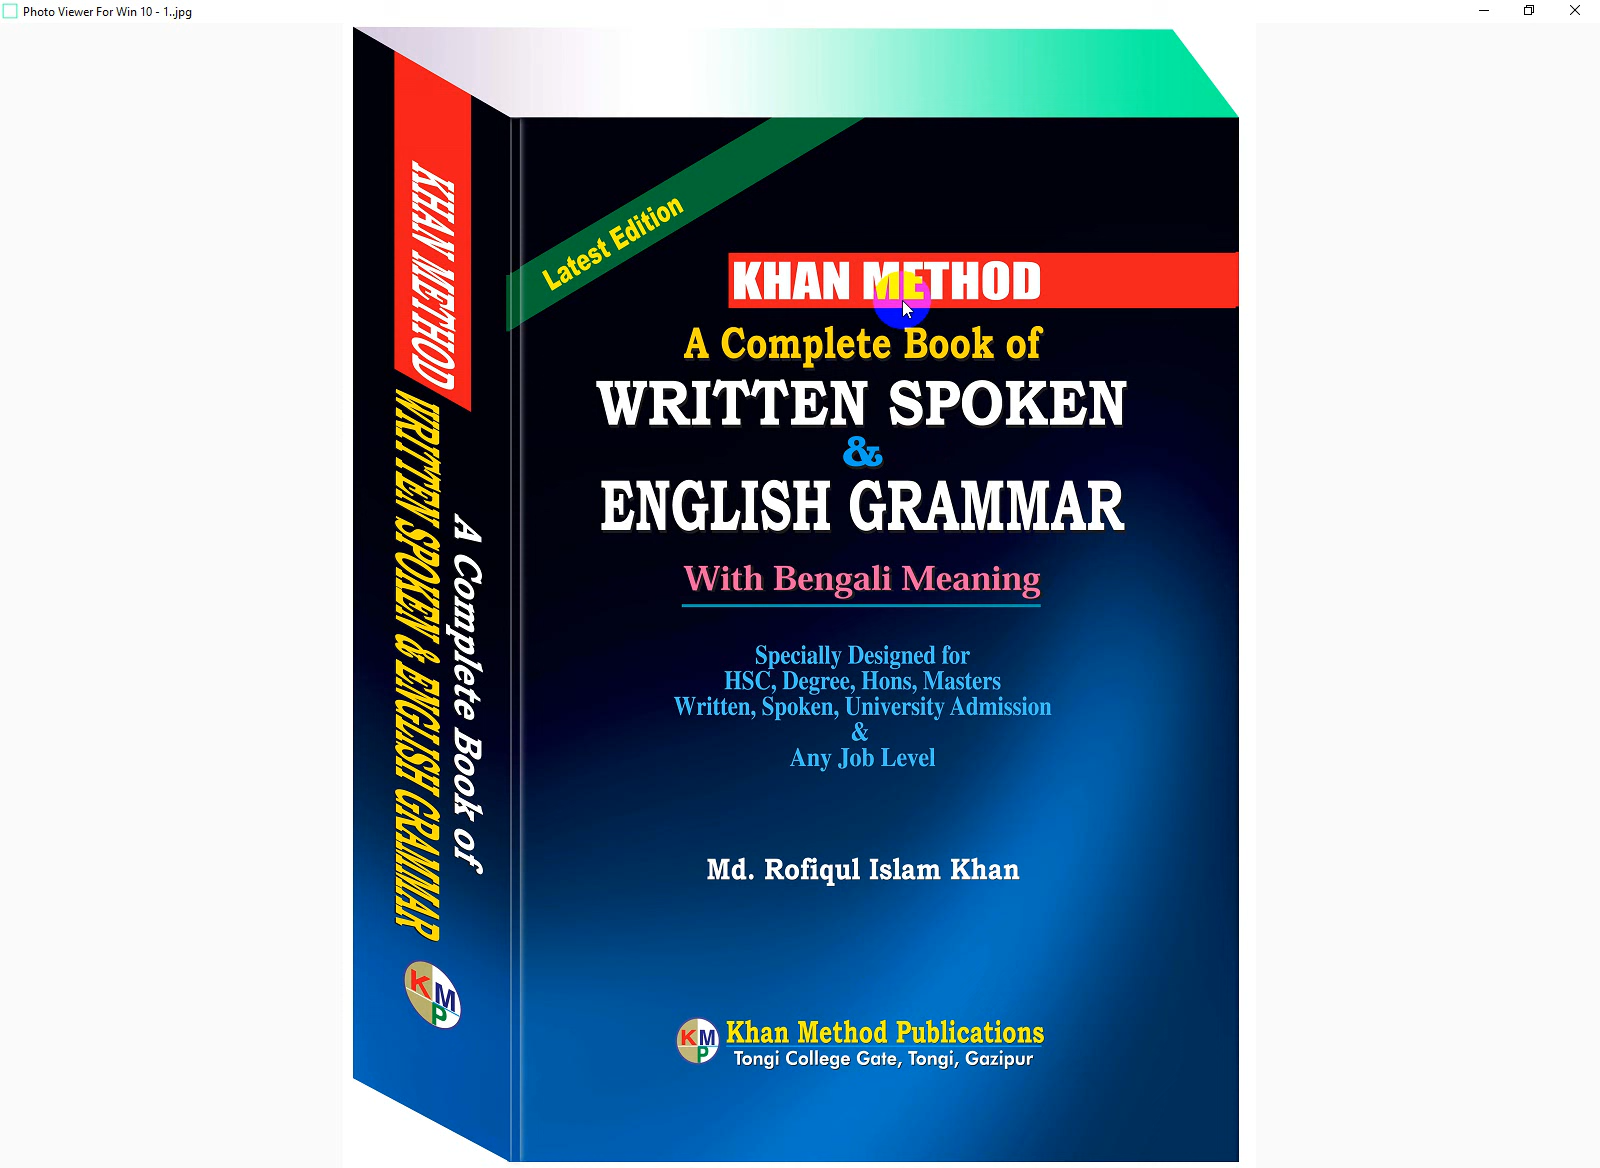 Photo Viewer For Win 10 - 1..jpg
KHAN METHOD
A Complete Book of
WRITTEN SPOKEN & ENGLISH GRAMMAR
KMP
Latest Edition
KHAN METHOD
A Complete Book of
WRITTEN SPOKEN
&
ENGLISH GRAMMAR
With Bengali Meaning
Specially Designed for
HSC, Degree, Hons, Masters
Written, Spoken, University Admission
&
Any Job Level
Md. Rofiqul Islam Khan
KMP
Khan Method Publications
Tongi College Gate, Tongi, Gazipur